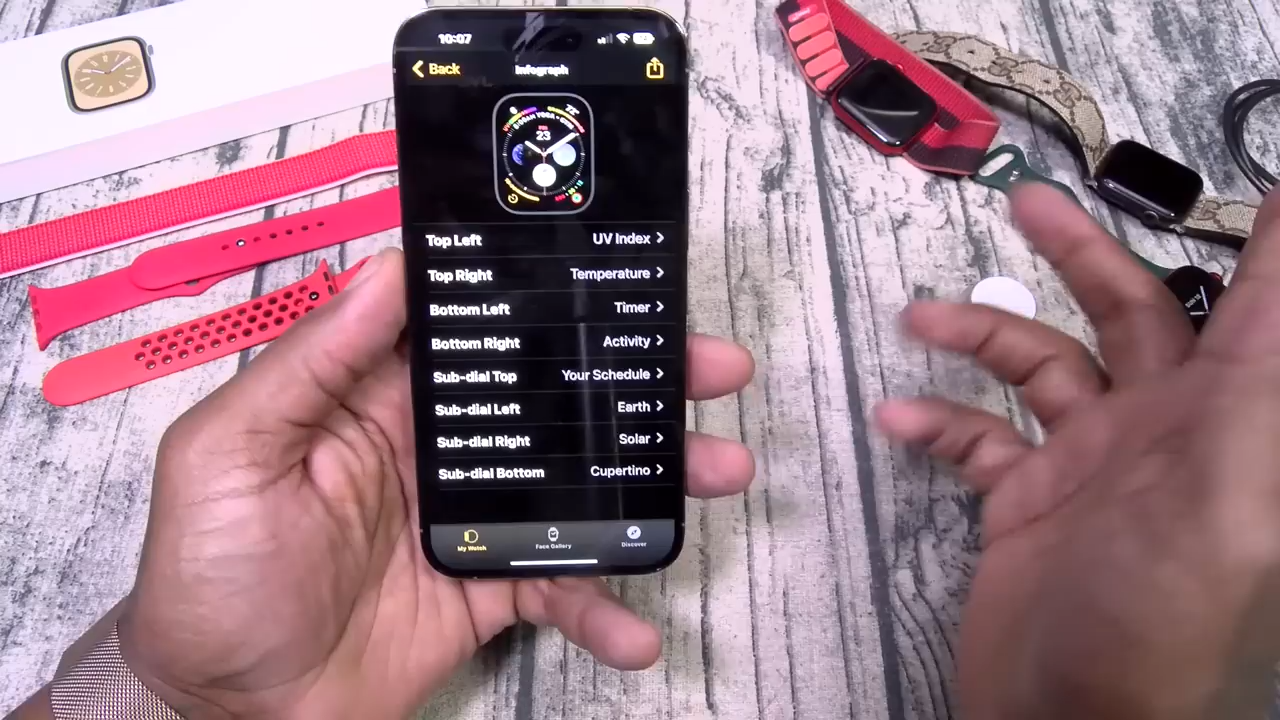 10:07
Back
Infograph
23
Top Left UV Index
Top Right Temperature
Bottom Left Timer
Bottom Right Activity
Sub-dial Top Your Schedule
Sub-dial Left Earth
Sub-dial Right Solar
Sub-dial Bottom Cupertino
My Watch Face Gallery Discover